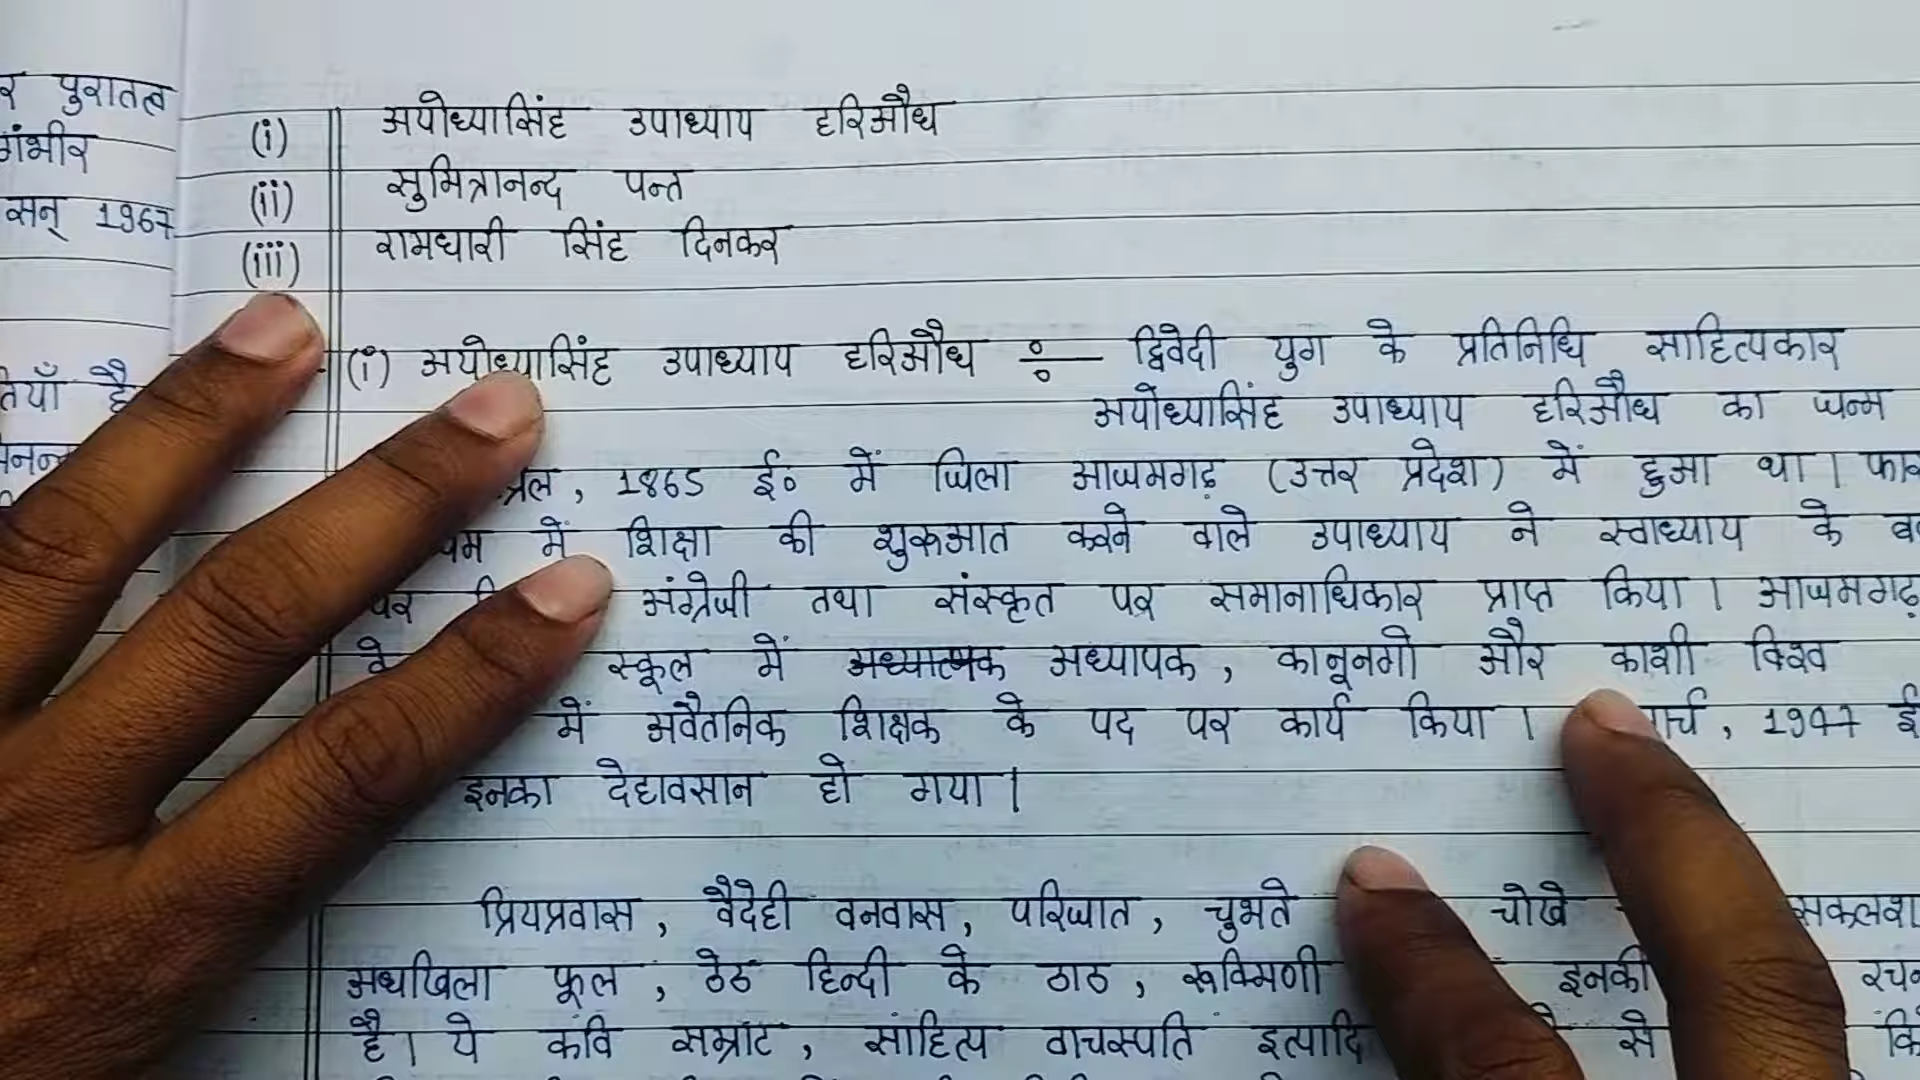 र पुरातत्व
गंभीर
सन् 1967
है
(i) अयोध्यासिंह उपाध्याय हरिऔध
(ii) सुमित्रानन्द पन्त
(iii) रामधारी सिंह दिनकर
(i) अयोध्यासिंह उपाध्याय हरिऔध ÷ द्विवेदी युग के प्रतिनिधि साहित्यकार
अयोध्यासिंह उपाध्याय हरिऔध का जन्म
, 1865 ई० में जिला आजमगढ़ (उत्तर प्रदेश) में हुआ था।
में शिक्षा की शुरूआत करने वाले उपाध्याय ने स्वाध्याय के
पर अंग्रेजी तथा संस्कृत पर समानाधिकार प्राप्त किया। आजमगढ़
स्कूल में अध्यापक, कानूनगो और काशी विश्व
में अवैतनिक शिक्षक के पद पर कार्य किया। 1947
इनका देहावसान हो गया।
प्रियप्रवास, वैदेही वनवास, परिजात, चुभते चोखे
अधखिला फूल, ठेठ हिन्दी के ठाठ, रूक्मिणी इनकी
है। ये कवि सम्राट, साहित्य वाचस्पति इत्यादि से